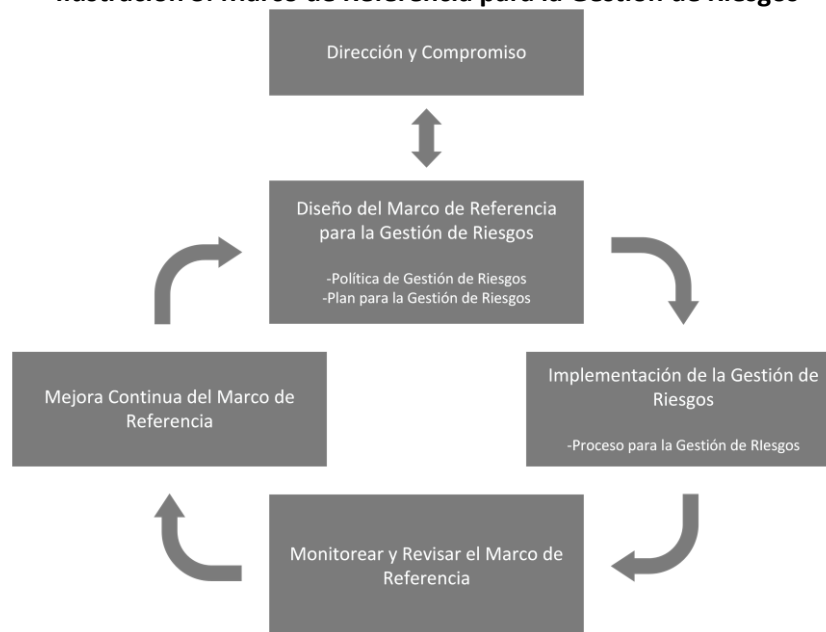 Ilustración 3. Marco de Referencia para la Gestión de Riesgos
Dirección y Compromiso
Diseño del Marco de Referencia
para la Gestión de Riesgos
-Política de Gestión de Riesgos
-Plan para la Gestión de Riesgos
Implementación de la Gestión de
Riesgos
-Proceso para la Gestión de RIesgos
Monitorear y Revisar el Marco de
Referencia
Mejora Continua del Marco de
Referencia